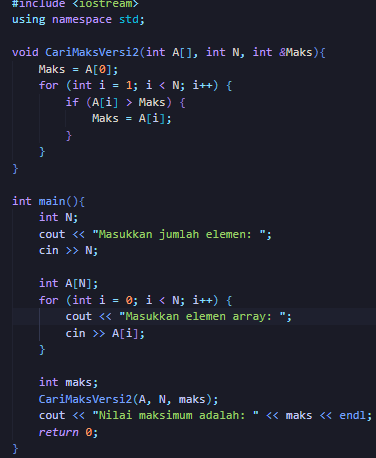 #include <iostream>
using namespace std;
void CariMaksVersi2(int A[], int N, int &Maks){
Maks = A[0];
for (int i = 1; i < N; i++) {
if (A[i] > Maks) {
Maks = A[i];
}
}
}
int main(){
int N;
cout << "Masukkan jumlah elemen: ";
cin >> N;
int A[N];
for (int i = 0; i < N; i++) {
cout << "Masukkan elemen array: ";
cin >> A[i];
}
int maks;
CariMaksVersi2(A, N, maks);
cout << "Nilai maksimum adalah: " << maks << endl;
return 0;
}